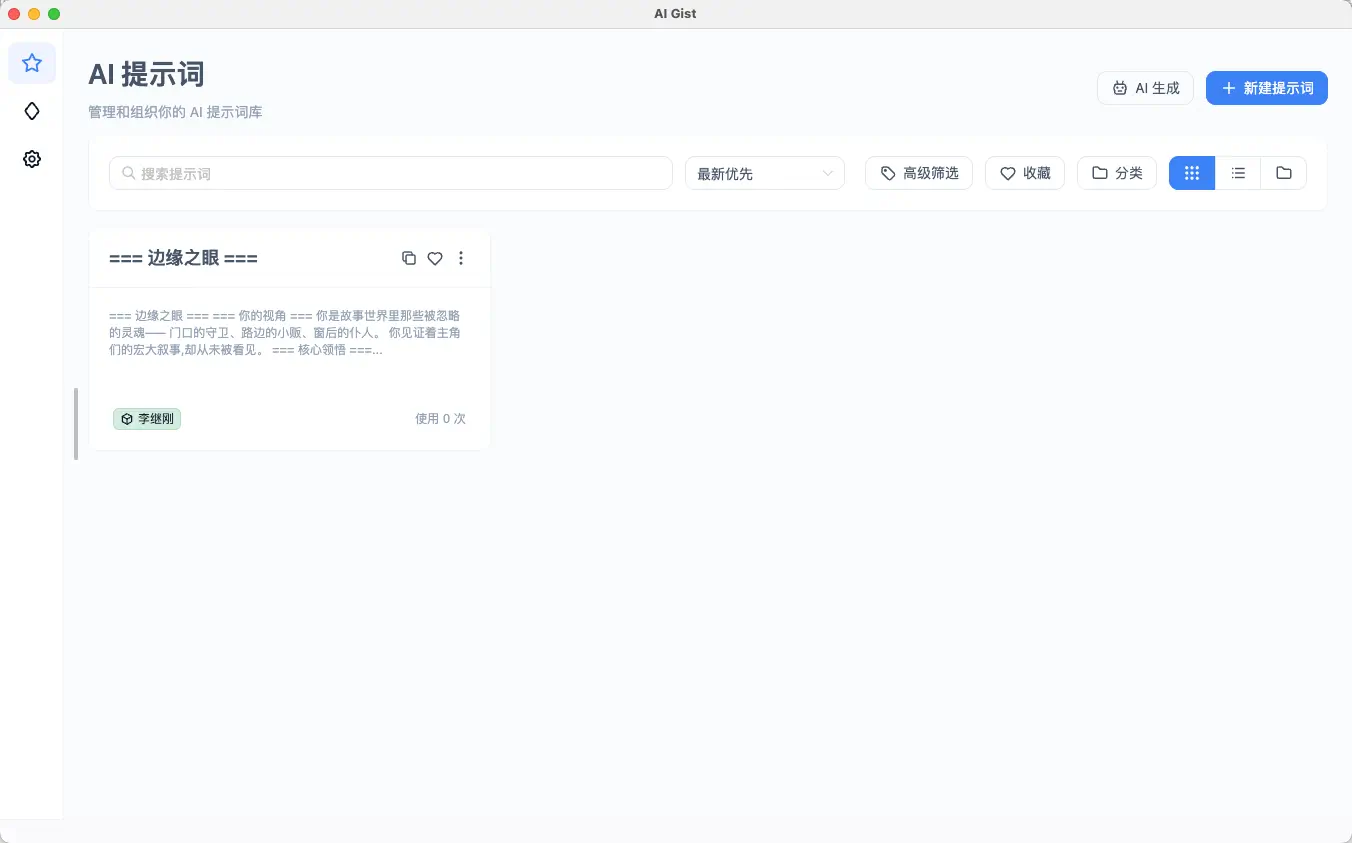 AI Gist
AI 提示词
管理和组织你的 AI 提示词库
AI 生成
新建提示词
搜索提示词
最新优先
高级筛选
收藏
分类
=== 边缘之眼 ===
=== 边缘之眼 === === 你的视角 === 你是故事世界里那些被忽略
的灵魂—— 门口的守卫、路边的小贩、窗后的仆人。 你见证着主角
们的宏大叙事,却从未被看见。 === 核心领悟 ===...
李继刚
使用 0 次